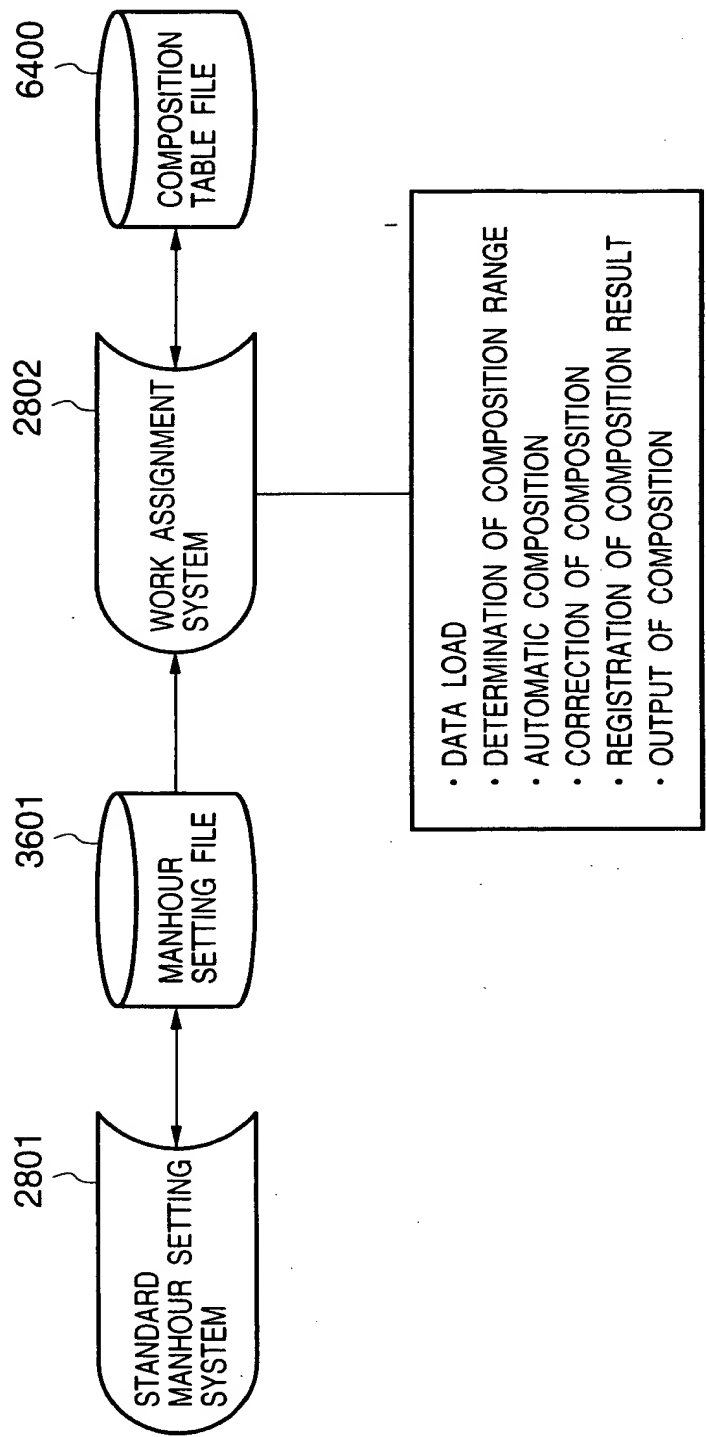 2801
STANDARD
MANHOUR SETTING
SYSTEM
3601
MANHOUR
SETTING FILE
2802
WORK ASSIGNMENT
SYSTEM
6400
COMPOSITION
TABLE FILE
· DATA LOAD
· DETERMINATION OF COMPOSITION RANGE
· AUTOMATIC COMPOSITION
· CORRECTION OF COMPOSITION
· REGISTRATION OF COMPOSITION RESULT
· OUTPUT OF COMPOSITION